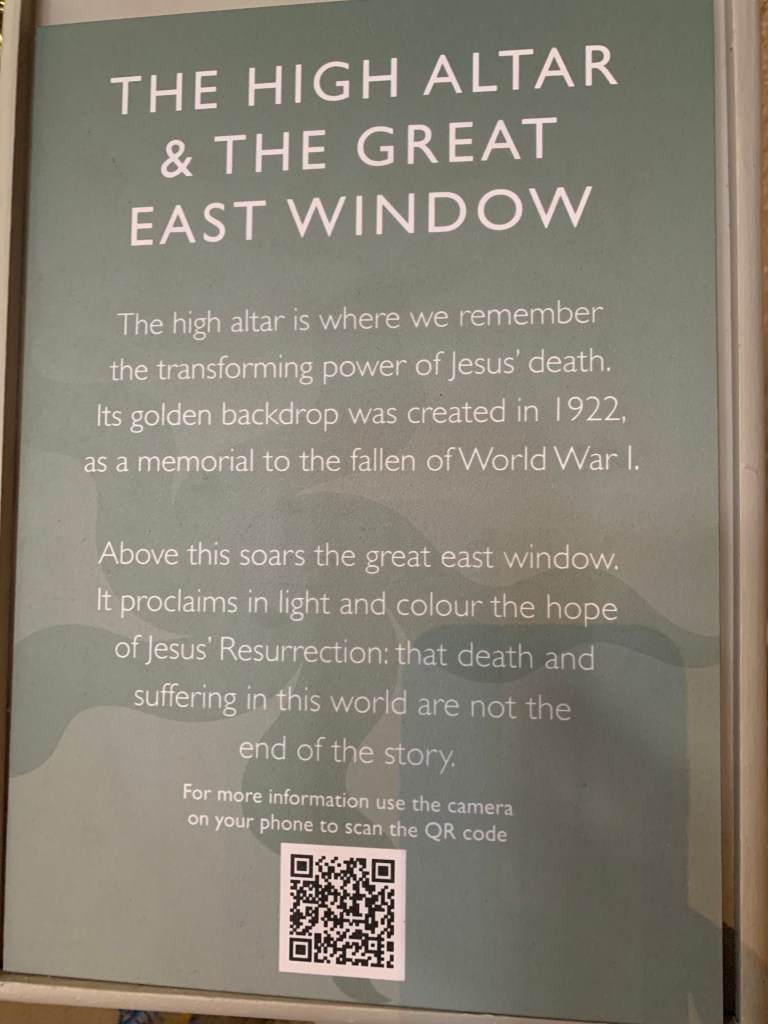 THE HIGH ALTAR
& THE GREAT
EAST WINDOW
The high altar is where we remember
the transforming power of Jesus' death.
Its golden backdrop was created in 1922,
as a memorial to the fallen of World War I.
Above this soars the great east window.
It proclaims in light and colour the hope
of Jesus' Resurrection: that death and
suffering in this world are not the
end of the story.
For more information use the camera
on your phone to scan the QR code